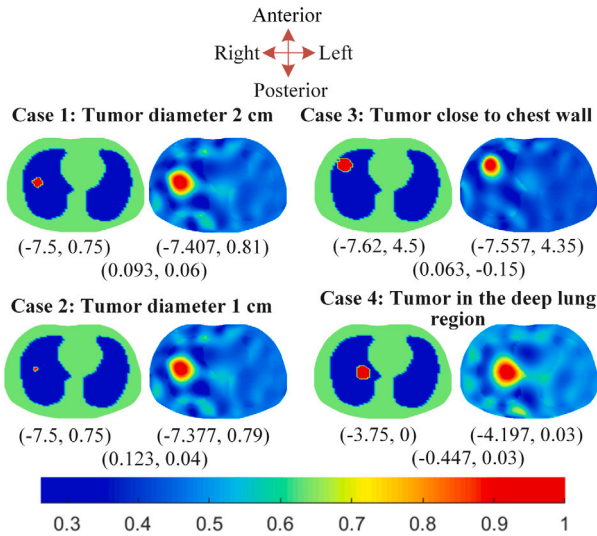 Anterior
Right Left
Posterior
Case 1: Tumor diameter 2 cm
(-7.5, 0.75) (-7.407, 0.81)
(0.093, 0.06)
Case 3: Tumor close to chest wall
(-7.62, 4.5) (-7.557, 4.35)
(0.063, -0.15)
Case 2: Tumor diameter 1 cm
(-7.5, 0.75) (-7.377, 0.79)
(0.123, 0.04)
Case 4: Tumor in the deep lung
region
(-3.75, 0) (-4.197, 0.03)
(-0.447, 0.03)
0.3 0.4 0.5 0.6 0.7 0.8 0.9 1